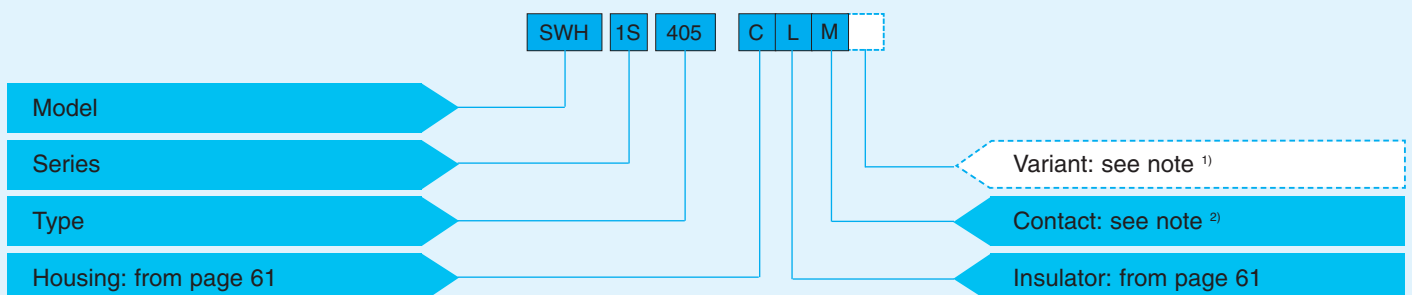 SWH 1S 405 C L M
Model
Series
Variant: see note 1)
Type
Contact: see note 2)
Housing: from page 61
Insulator: from page 61